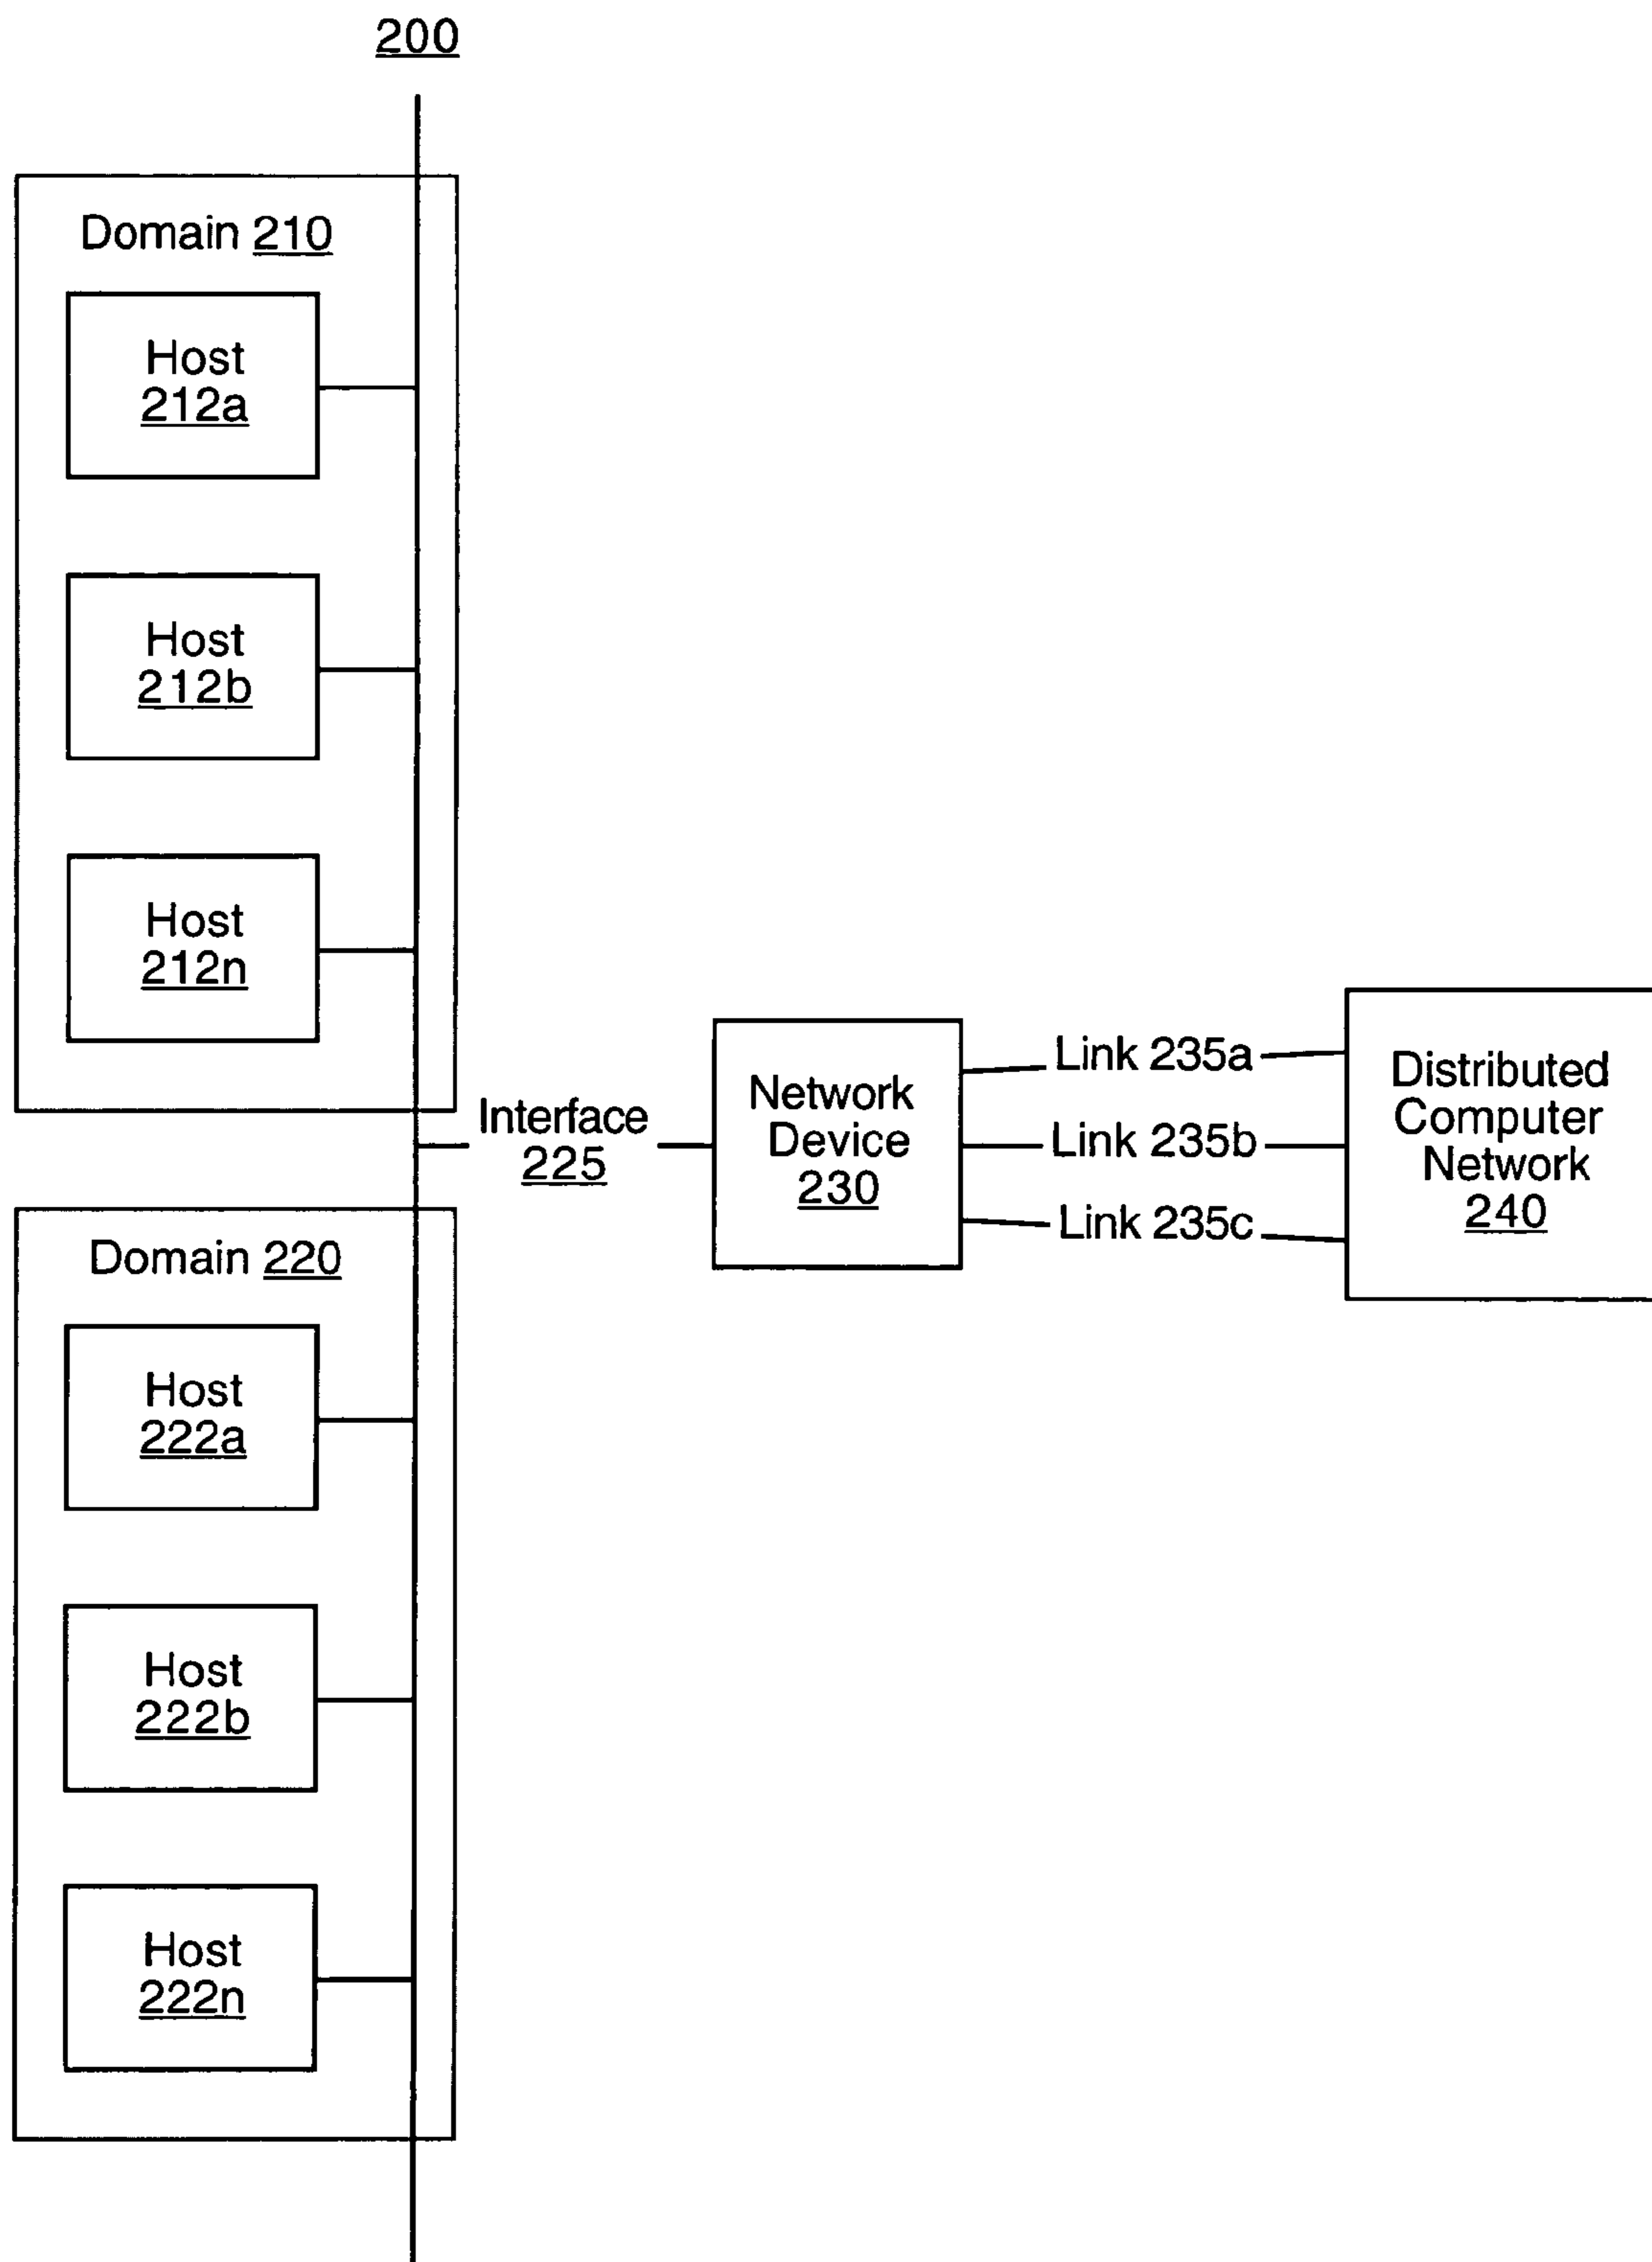 200
Domain 210
Host
212a
Host
212b
Host
212n
Interface
225
Network
Device
230
Link 235a
Link 235b
Link 235c
Distributed
Computer
Network
240
Domain 220
Host
222a
Host
222b
Host
222n